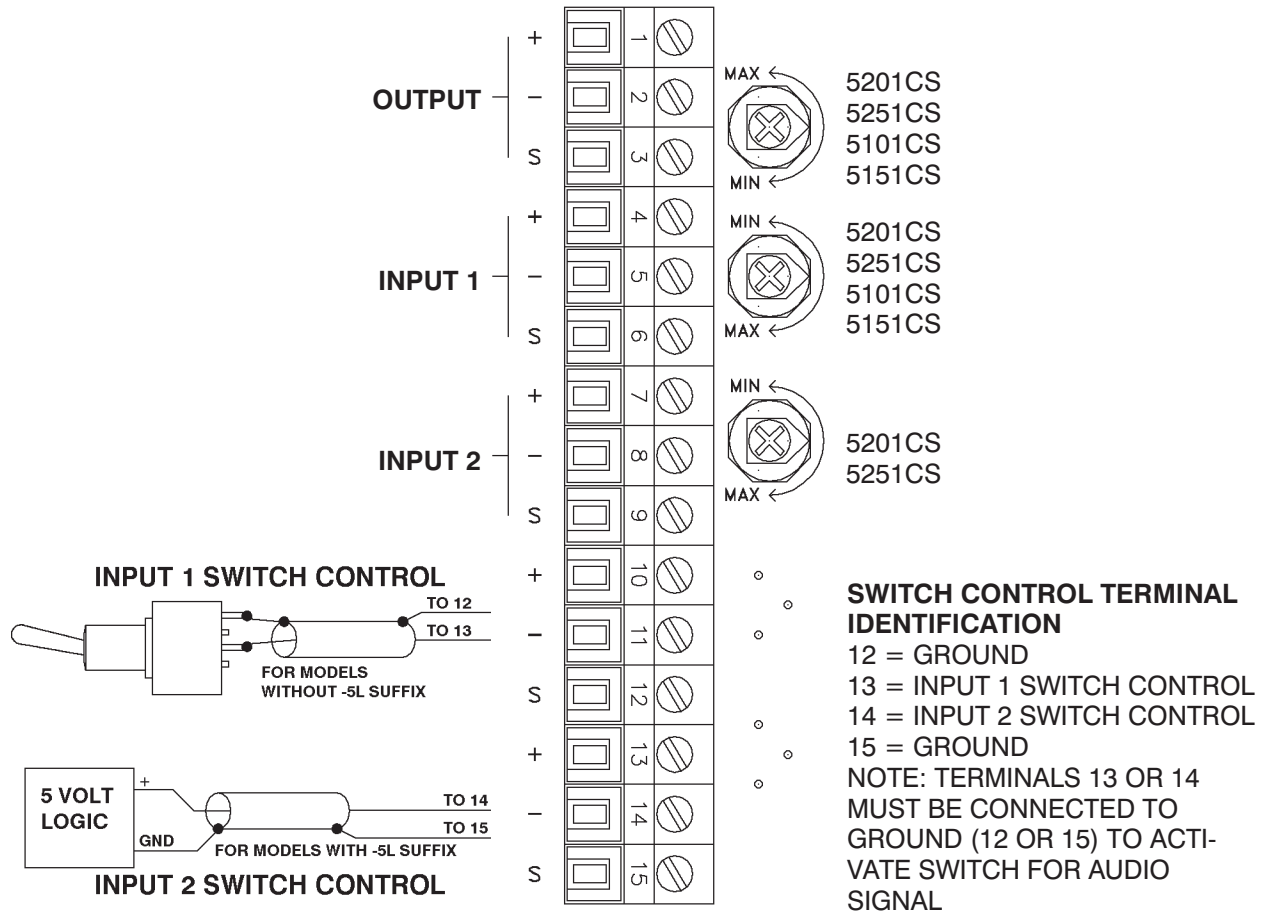 + 1
OUTPUT - 2
S 3
MAX
MIN
5201CS
5251CS
5101CS
5151CS
+ 4
INPUT 1 - 5
S 6
MIN
MAX
5201CS
5251CS
5101CS
5151CS
+ 7
INPUT 2 - 8
S 9
MIN
MAX
5201CS
5251CS
+ 10
- 11
S 12
+ 13
- 14
S 15
INPUT 1 SWITCH CONTROL
TO 12
TO 13
FOR MODELS
WITHOUT -5L SUFFIX
5 VOLT
LOGIC
+
GND
TO 14
TO 15
FOR MODELS WITH -5L SUFFIX
INPUT 2 SWITCH CONTROL
SWITCH CONTROL TERMINAL
IDENTIFICATION
12 = GROUND
13 = INPUT 1 SWITCH CONTROL
14 = INPUT 2 SWITCH CONTROL
15 = GROUND
NOTE: TERMINALS 13 OR 14
MUST BE CONNECTED TO
GROUND (12 OR 15) TO ACTI-
VATE SWITCH FOR AUDIO
SIGNAL